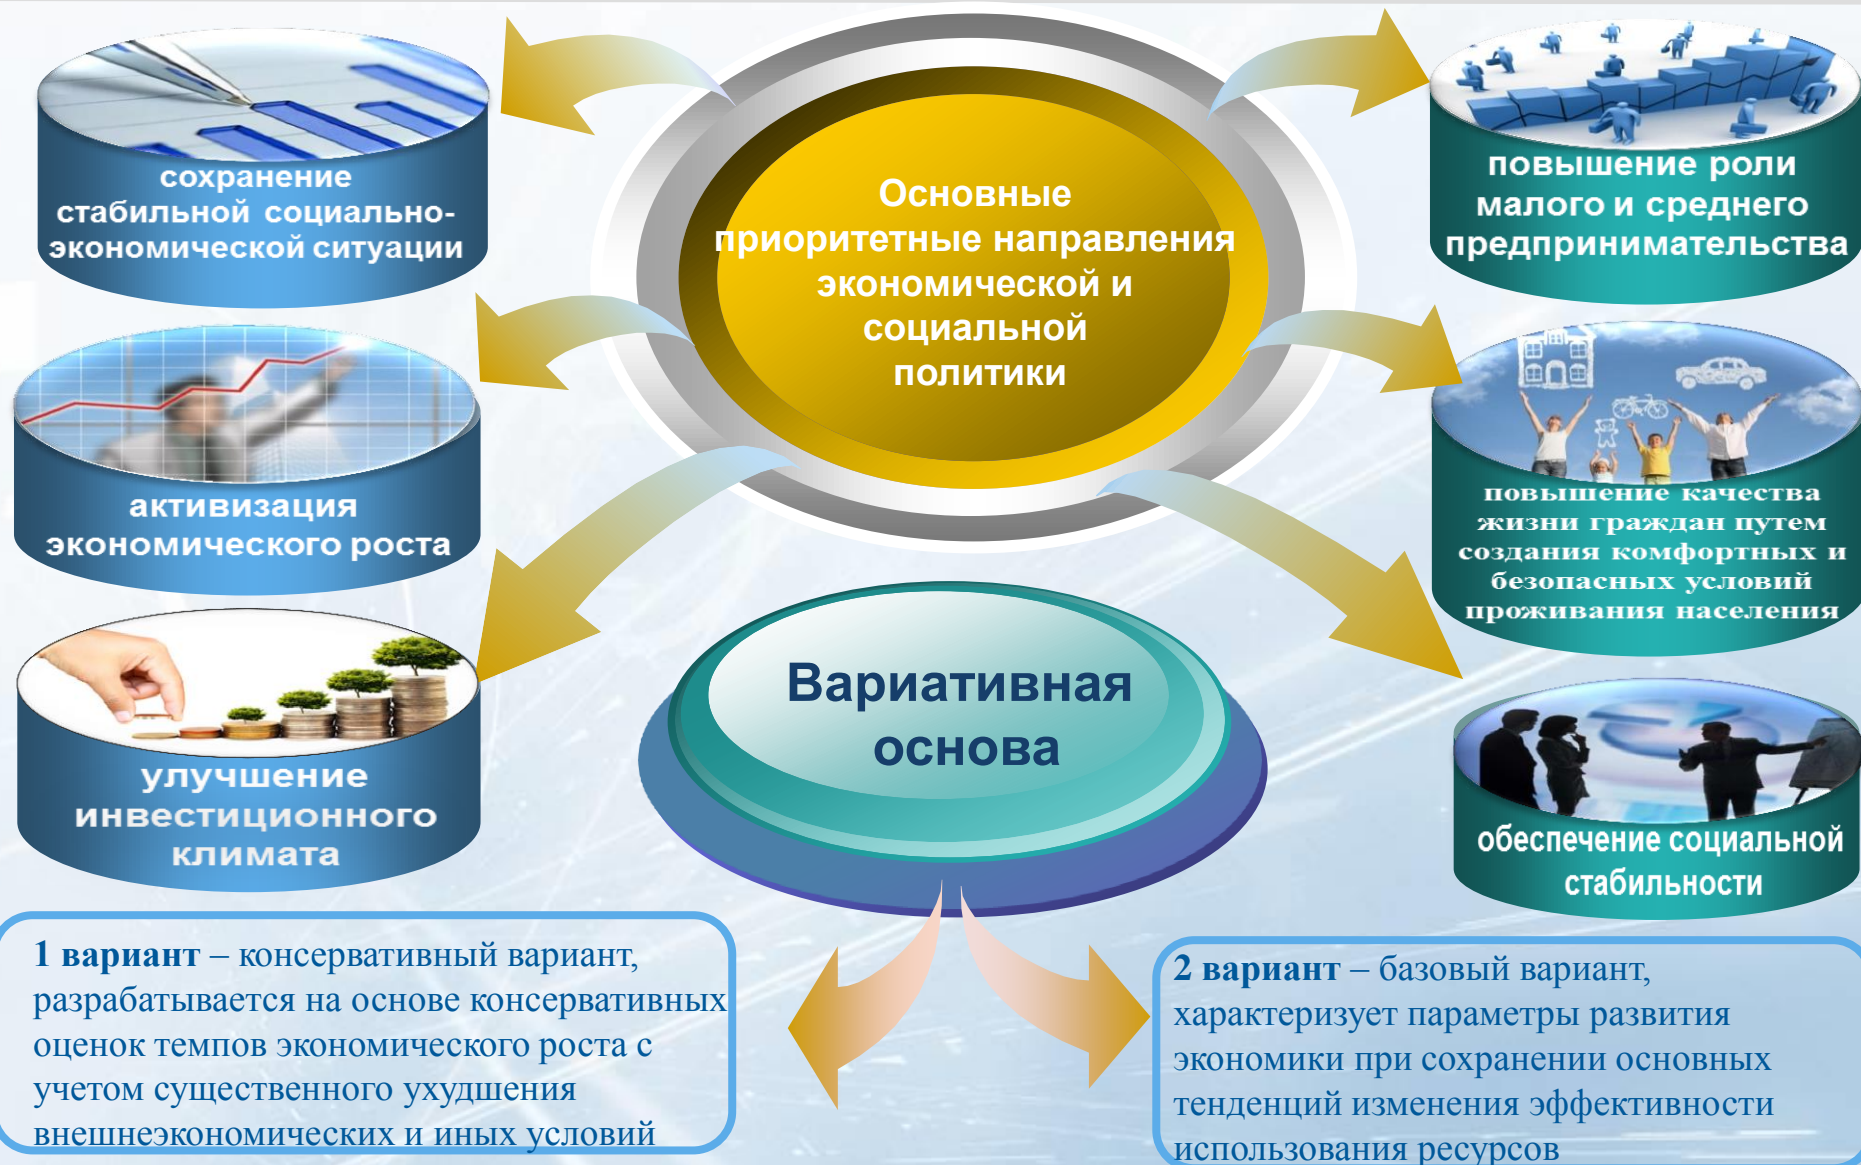 Основные
приоритетные направления
экономической и
социальной
политики
сохранение
стабильной социально-
экономической ситуации
активизация
экономического роста
улучшение
инвестиционного
климата
повышение роли
малого и среднего
предпринимательства
повышение качества
жизни граждан путем
создания комфортных и
безопасных условий
проживания населения
обеспечение социальной
стабильности
Вариативная
основа
1 вариант – консервативный вариант,
разрабатывается на основе консервативных
оценок темпов экономического роста с
учетом существенного ухудшения
внешнеэкономических и иных условий
2 вариант – базовый вариант,
характеризует параметры развития
экономики при сохранении основных
тенденций изменения эффективности
использования ресурсов